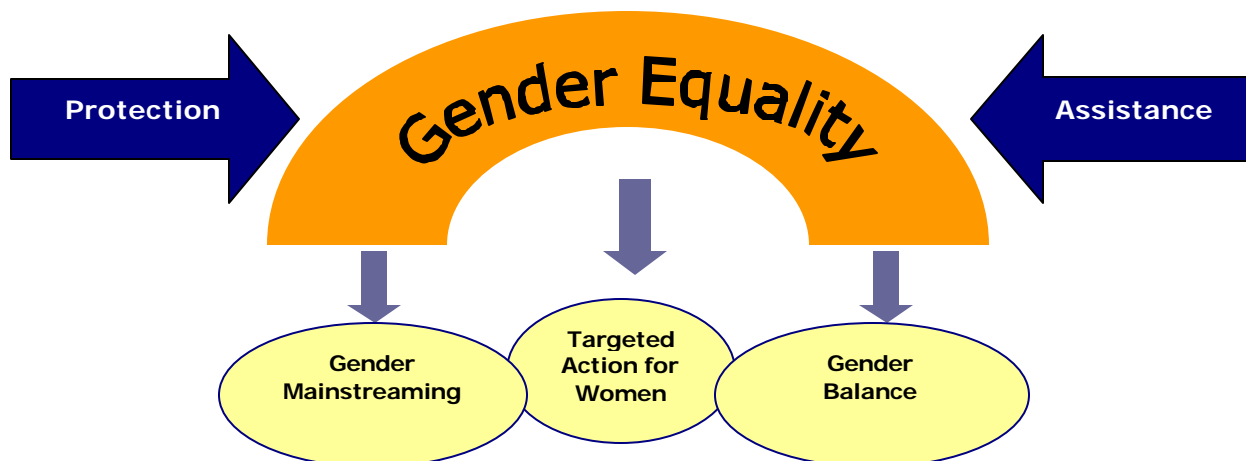 Gender Equality
Protection
Assistance
Gender
Mainstreaming
Targeted
Action for
Women
Gender
Balance